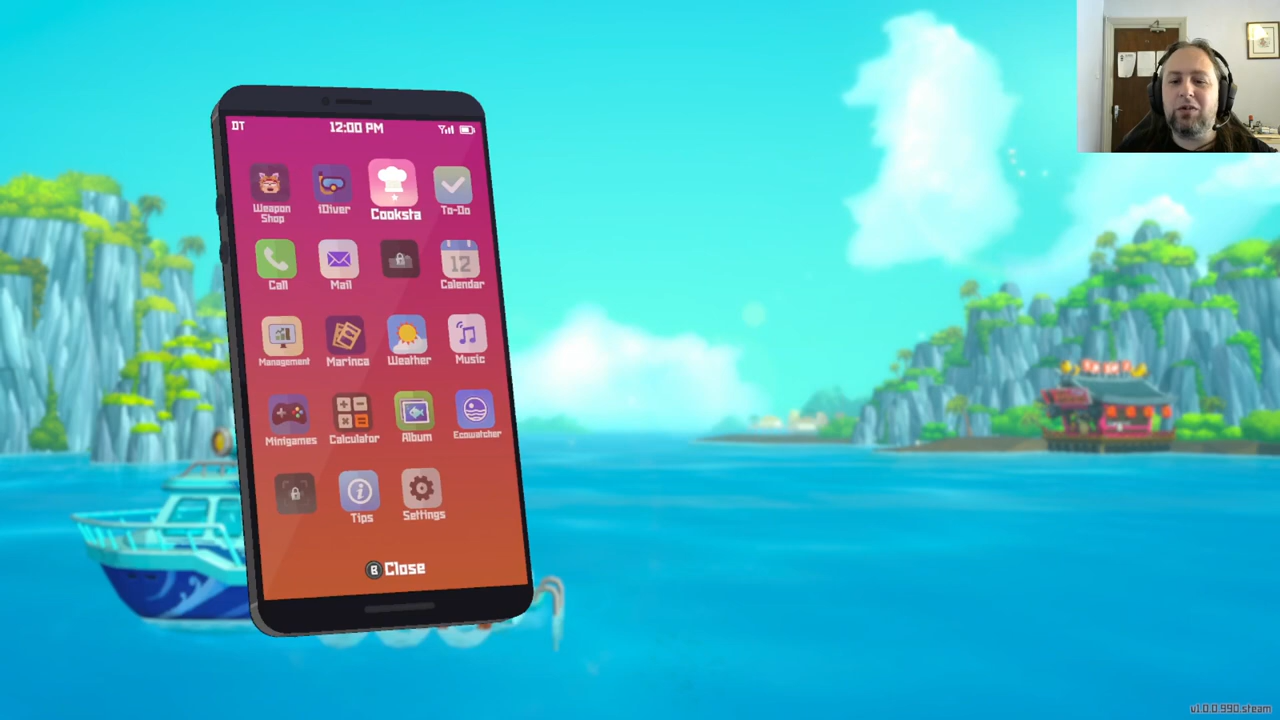 DT
12:00 PM
Weapon Shop
iDiver
Cooksta
To-Do
Call
Mail
12
Calendar
Management
Marinca
Weather
Music
Minigames
Calculator
Album
Ecowatcher
Tips
Settings
B Close
v1.0.0.990.steam